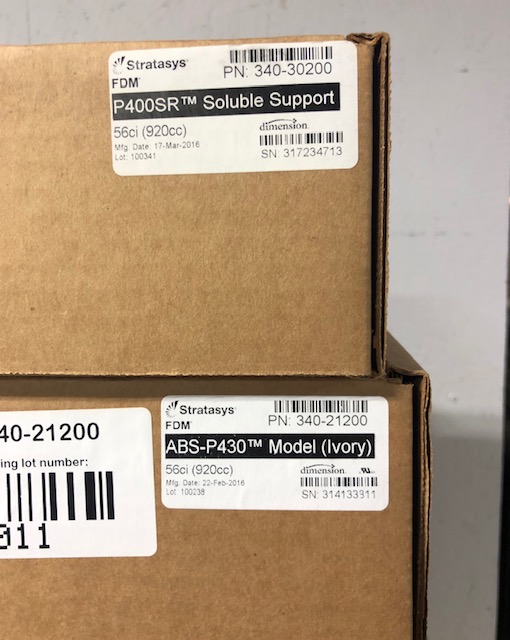 Stratasys
FDM
PN: 340-30200
P400SR™ Soluble Support
56ci (920cc)
dimension.
Mfg. Date: 17-Mar-2016
Lot: 100341
SN: 317234713
Stratasys
FDM
PN: 340-21200
ABS-P430™ Model (Ivory)
56ci (920cc)
dimension.
Mfg. Date: 22-Feb-2016
Lot: 100238
SN: 314133311
40-21200
ing lot number:
011